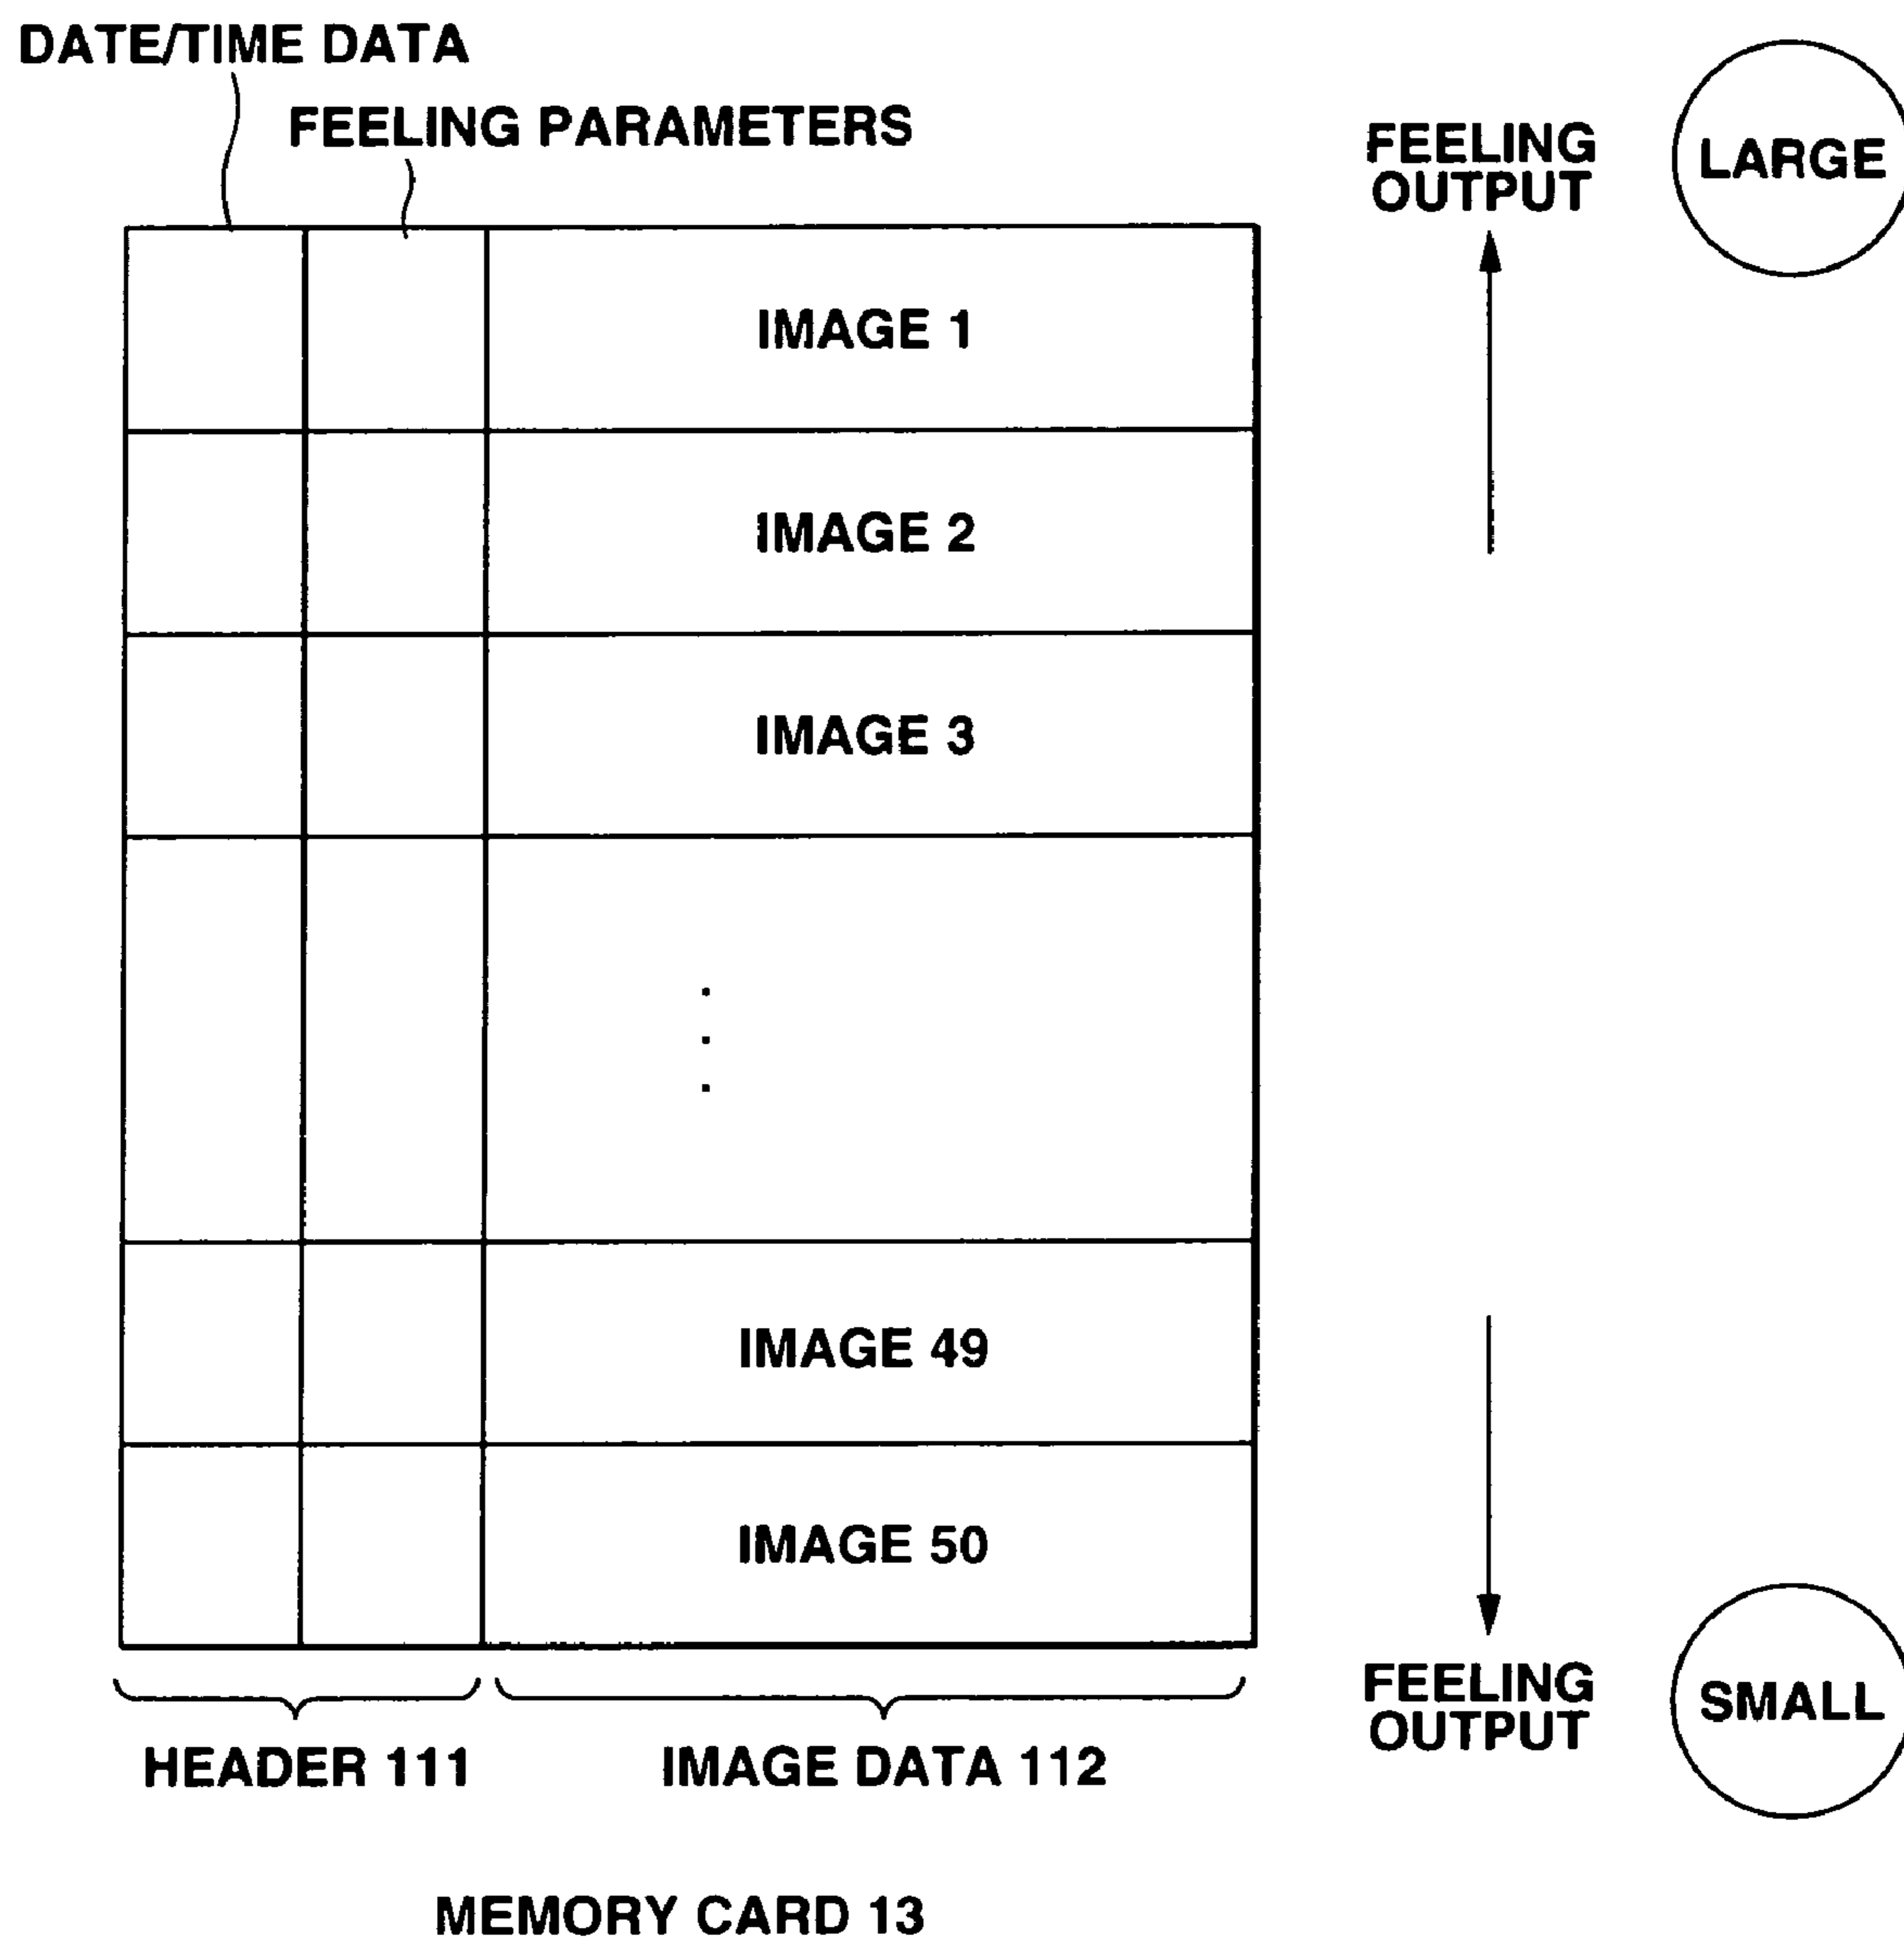 DATE/TIME DATA
FEELING PARAMETERS
FEELING
OUTPUT
LARGE
IMAGE 1
IMAGE 2
IMAGE 3
IMAGE 49
IMAGE 50
FEELING
OUTPUT
SMALL
HEADER 111
IMAGE DATA 112
MEMORY CARD 13